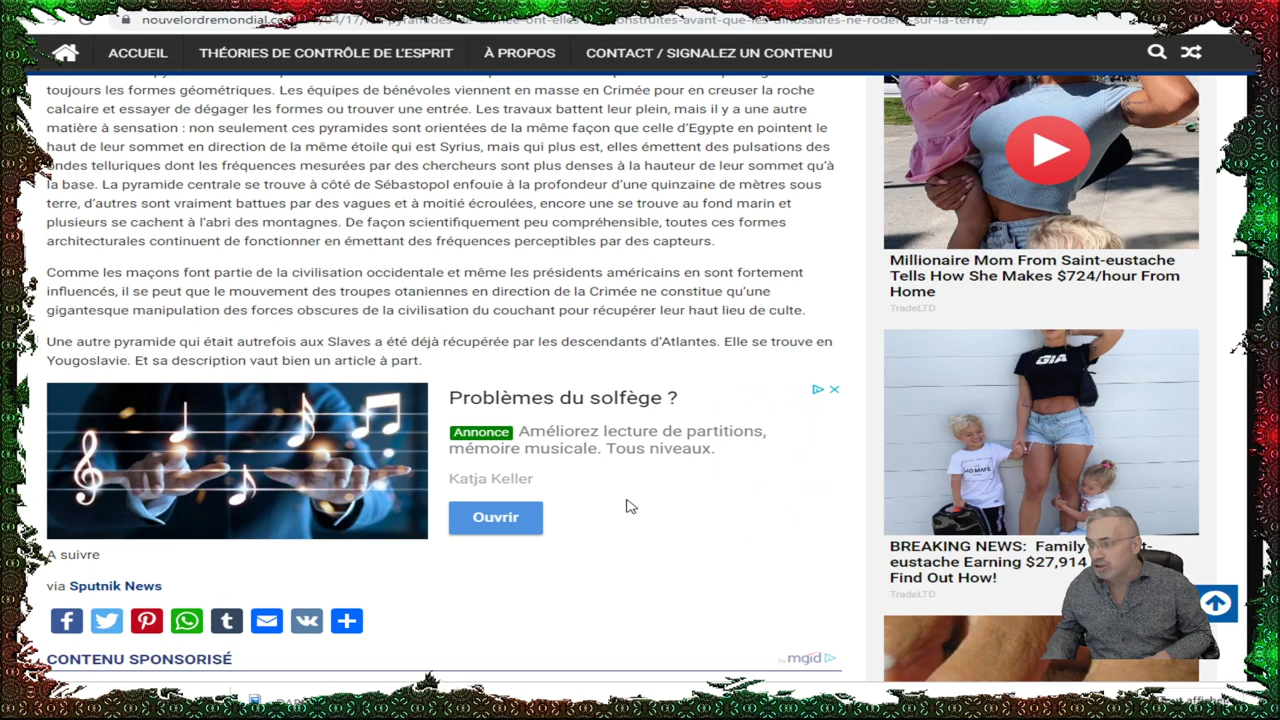 nouvelordremondial.
ACCUEIL
THÉORIES DE CONTRÔLE DE L'ESPRIT
À PROPOS
CONTACT / SIGNALEZ UN CONTENU
toujours les formes géométriques. Les équipes de bénévoles viennent en masse en Crimée pour en creuser la roche
calcaire et essayer de dégager les formes ou trouver une entrée. Les travaux battent leur plein, mais il y a une autre
matière à sensation : non seulement ces pyramides sont orientées de la même façon que celle d'Egypte en pointent le
haut de leur sommet en direction de la même étoile qui est Syrius, mais qui plus est, elles émettent des pulsations des
ondes telluriques dont les fréquences mesurées par des chercheurs sont plus denses à la hauteur de leur sommet qu'à
la base. La pyramide centrale se trouve à côté de Sébastopol enfouie à la profondeur d'une quinzaine de mètres sous
terre, d'autres sont vraiment battues par des vagues et à moitié écroulées, encore une se trouve au fond marin et
plusieurs se cachent à l'abri des montagnes. De façon scientifiquement peu compréhensible, toutes ces formes
architecturales continuent de fonctionner en émettant des fréquences perceptibles par des capteurs.
Comme les maçons font partie de la civilisation occidentale et même les présidents américains en sont fortement
influencés, il se peut que le mouvement des troupes otaniennes en direction de la Crimée ne constitue qu'une
gigantesque manipulation des forces obscures de la civilisation du couchant pour récupérer leur haut lieu de culte.
Une autre pyramide qui était autrefois aux Slaves a été déjà récupérée par les descendants d'Atlantes. Elle se trouve en
Yougoslavie. Et sa description vaut bien un article à part.
Problèmes du solfège ?
Annonce Améliorez lecture de partitions,
mémoire musicale. Tous niveaux.
Katja Keller
Ouvrir
A suivre
via Sputnik News
CONTENU SPONSORISÉ
by mgid
Millionaire Mom From Saint-eustache
Tells How She Makes $724/hour From
Home
TradeLTD
GIA
HOMME
BREAKING NEWS: Family
eustache Earning $27,914
Find Out How!
TradeLTD